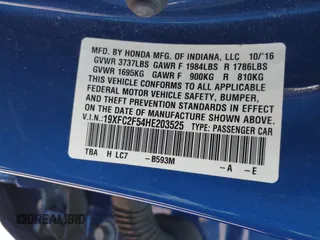 MFD. BY HONDA MFG. OF INDIANA, LLC 10/'16
GVWR 3737LBS GAWR F 1984LBS R 1786LBS
GVWR 1695KG GAWR F 900KG R 810KG
THIS VEHICLE CONFORMS TO ALL APPLICABLE
FEDERAL MOTOR VEHICLE SAFETY, BUMPER,
AND THEFT PREVENTION STANDARDS IN
EFFECT ON THE DATE OF MANUFACTURE
SHOWN ABOVE.
V.I.N.: 19XFC2F54HE203525 TYPE: PASSENGER CAR
TBA H LC7 -B593M -A -E
DREAMBID